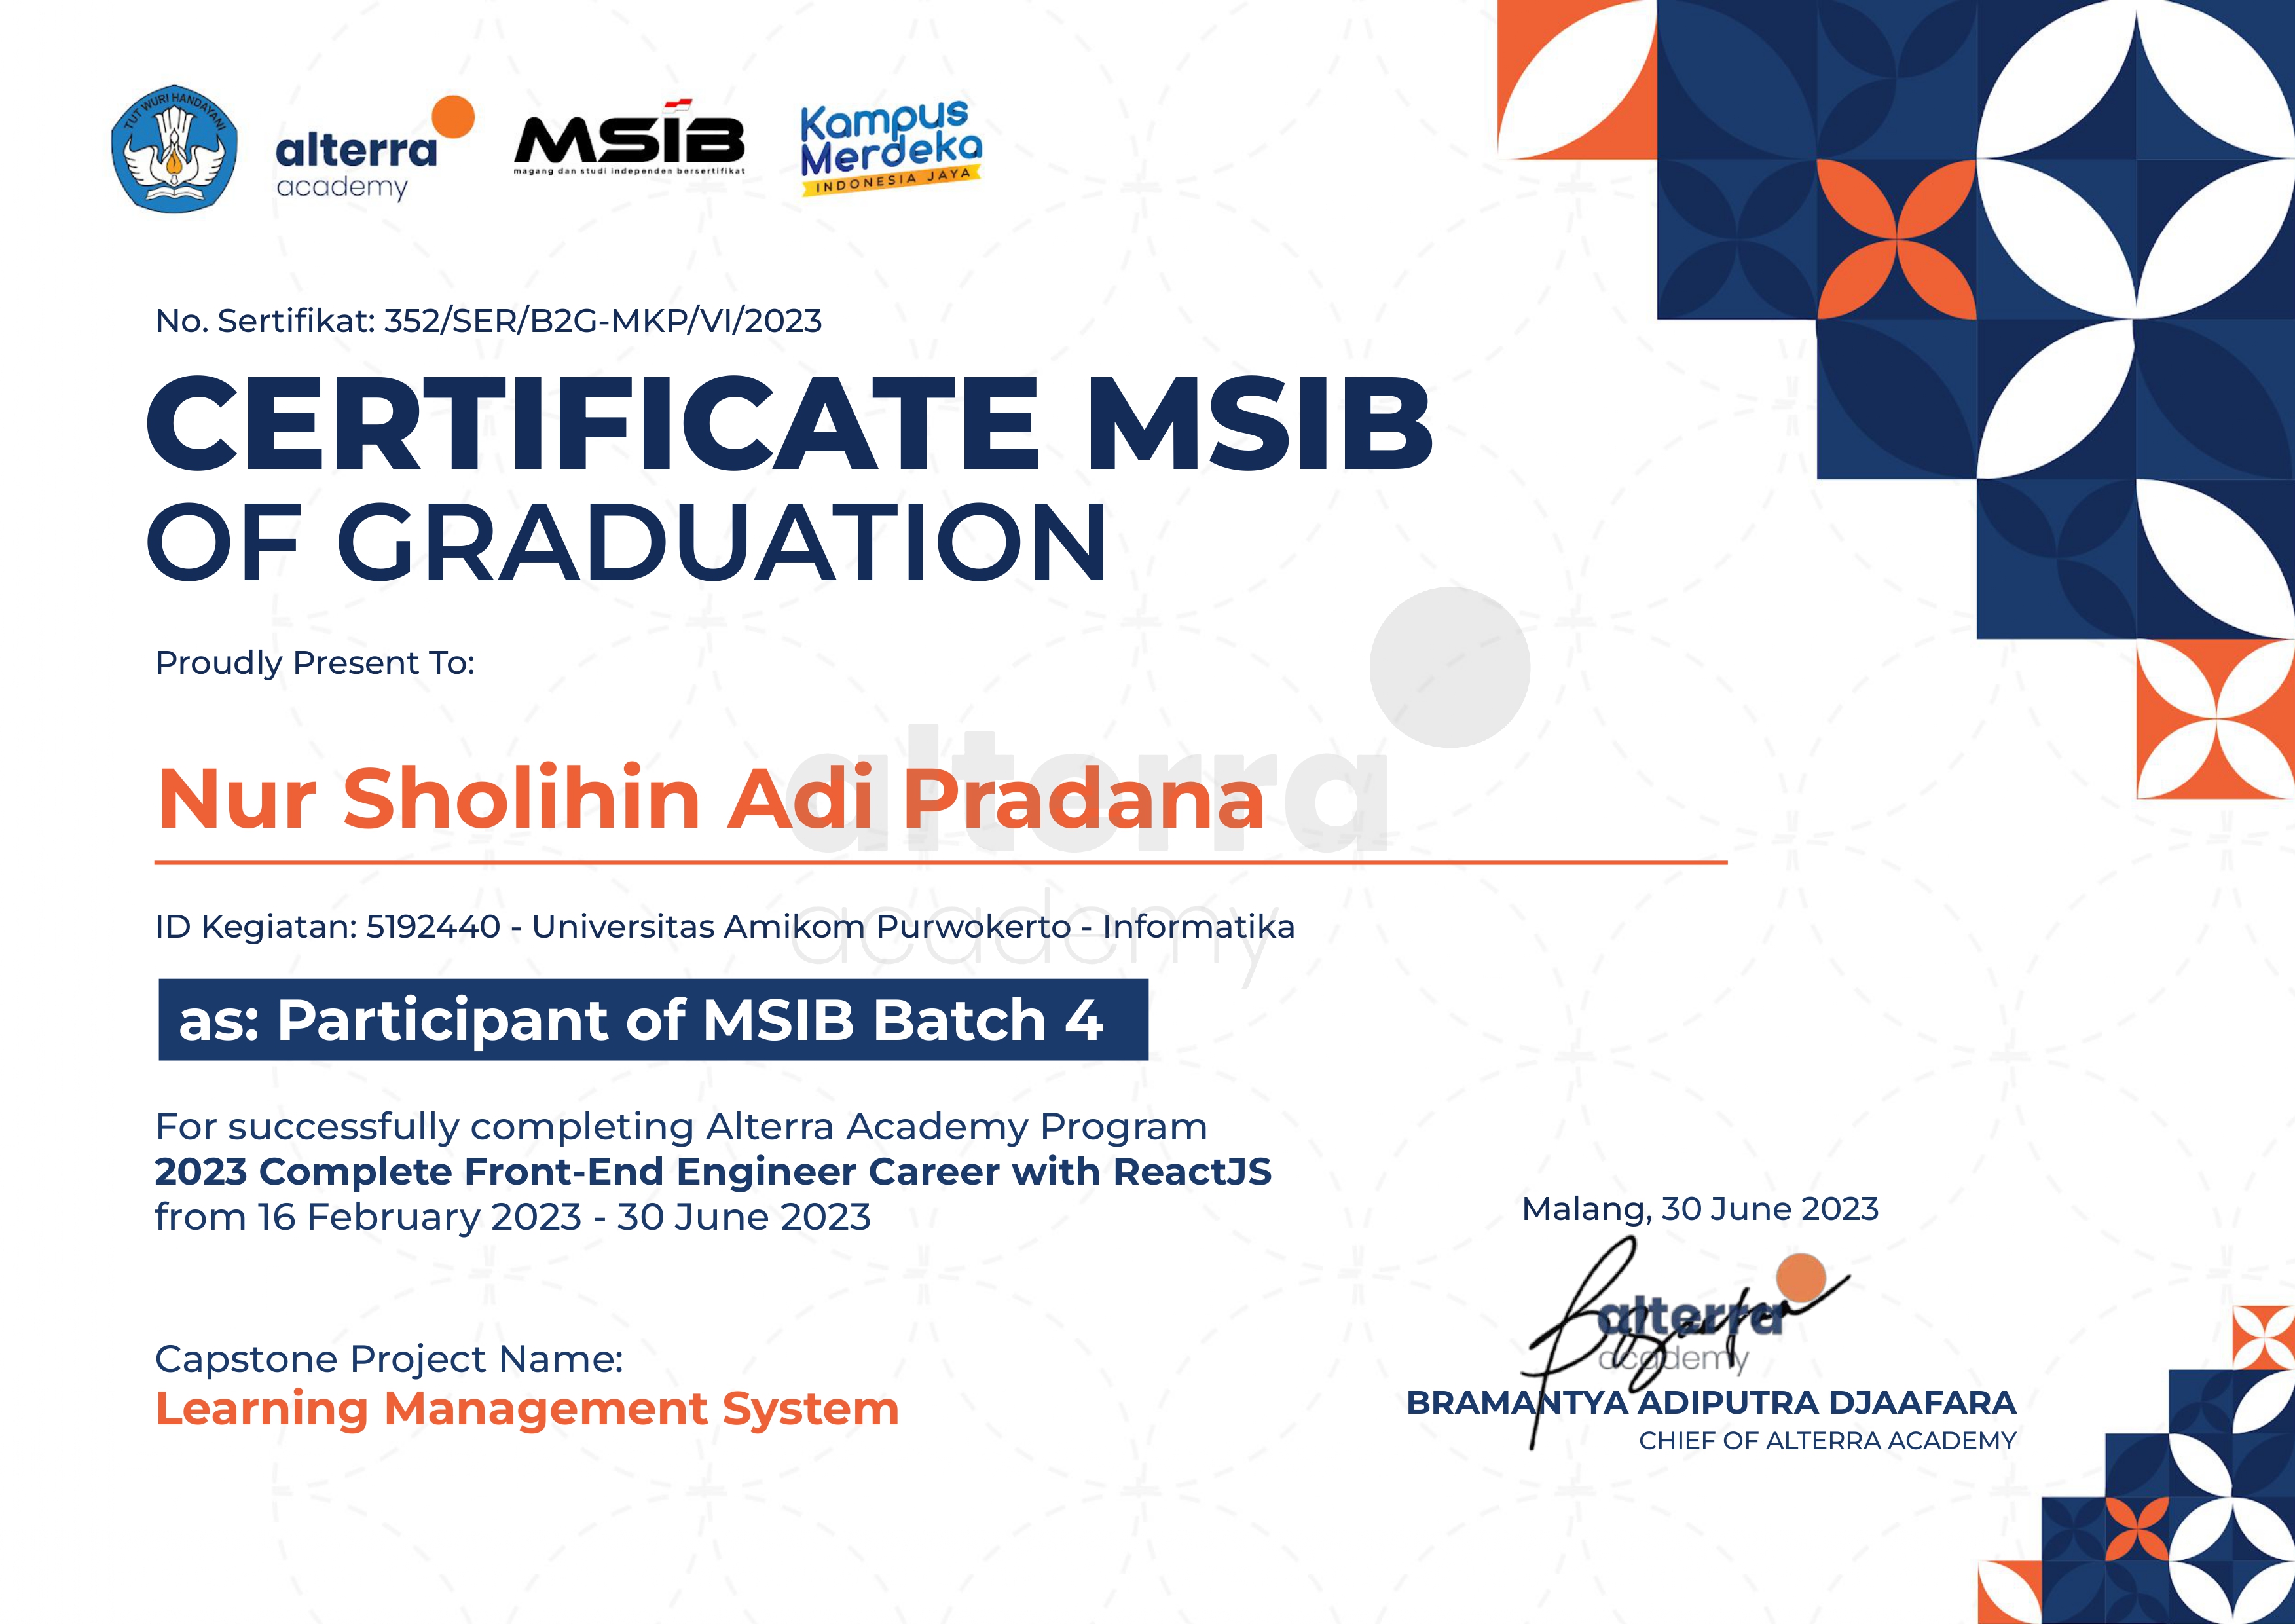 TUT WURI HANDAYANI
alterra
academy
MSIB
magang dan studi independen bersertifikat
Kampus
Merdeka
INDONESIA JAYA
No. Sertifikat: 352/SER/B2G-MKP/VI/2023
CERTIFICATE MSIB
OF GRADUATION
Proudly Present To:
alterra
academy
Nur Sholihin Adi Pradana
ID Kegiatan: 5192440 - Universitas Amikom Purwokerto - Informatika
as: Participant of MSIB Batch 4
For successfully completing Alterra Academy Program
2023 Complete Front-End Engineer Career with ReactJS
from 16 February 2023 - 30 June 2023
Capstone Project Name:
Learning Management System
Malang, 30 June 2023
alterra
academy
BRAMANTYA ADIPUTRA DJAAFARA
CHIEF OF ALTERRA ACADEMY